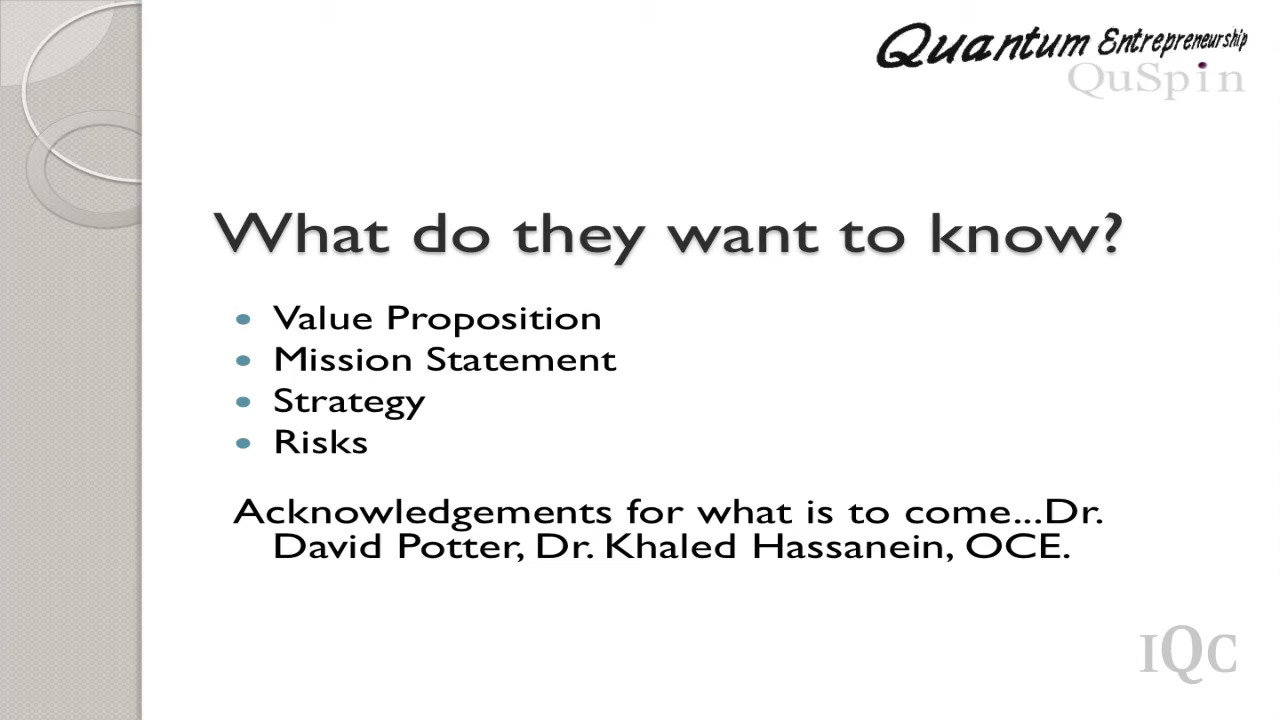 Quantum Entrepreneurship
QuSpin
What do they want to know?
• Value Proposition
• Mission Statement
• Strategy
• Risks
Acknowledgements for what is to come...Dr.
David Potter, Dr. Khaled Hassanein, OCE.
IQC